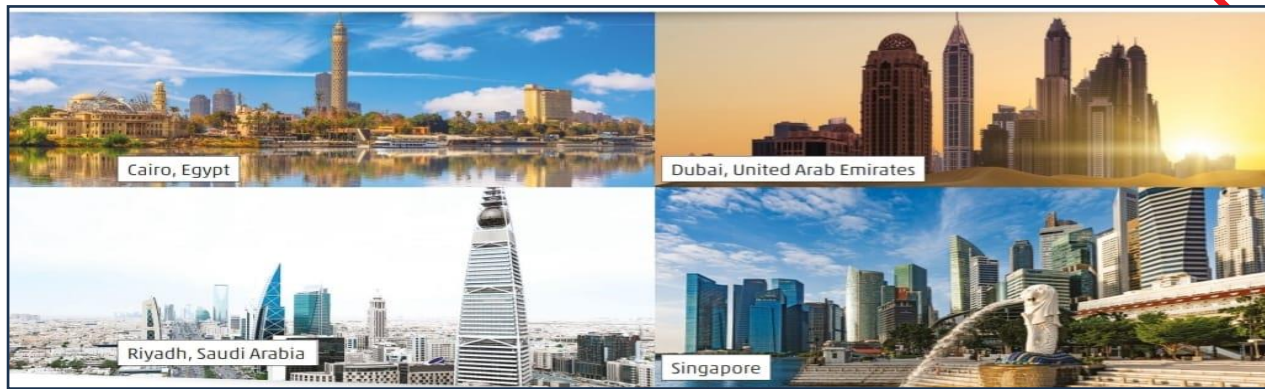 Cairo, Egypt
Dubai, United Arab Emirates
Riyadh, Saudi Arabia
Singapore